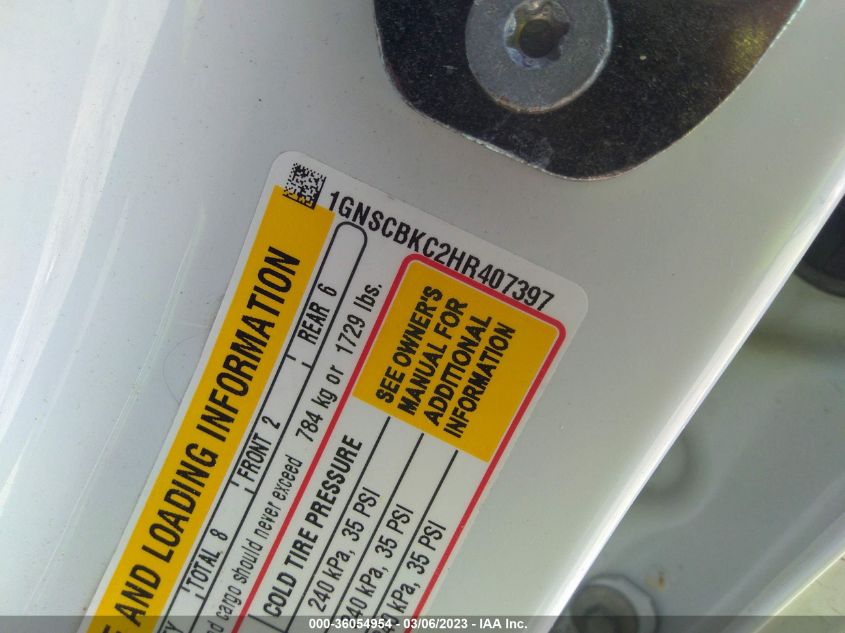 1GNSCBKC2HR407397
AND LOADING INFORMATION
TOTAL 8 FRONT 2 REAR 6
cargo should never exceed 784 kg or 1729 lbs.
COLD TIRE PRESSURE
240 kPa, 35 PSI
kPa, 35 PSI
kPa, 35 PSI
SEE OWNER'S
MANUAL FOR
ADDITIONAL
INFORMATION
000-36054954 - 03/06/2023 - IAA Inc.